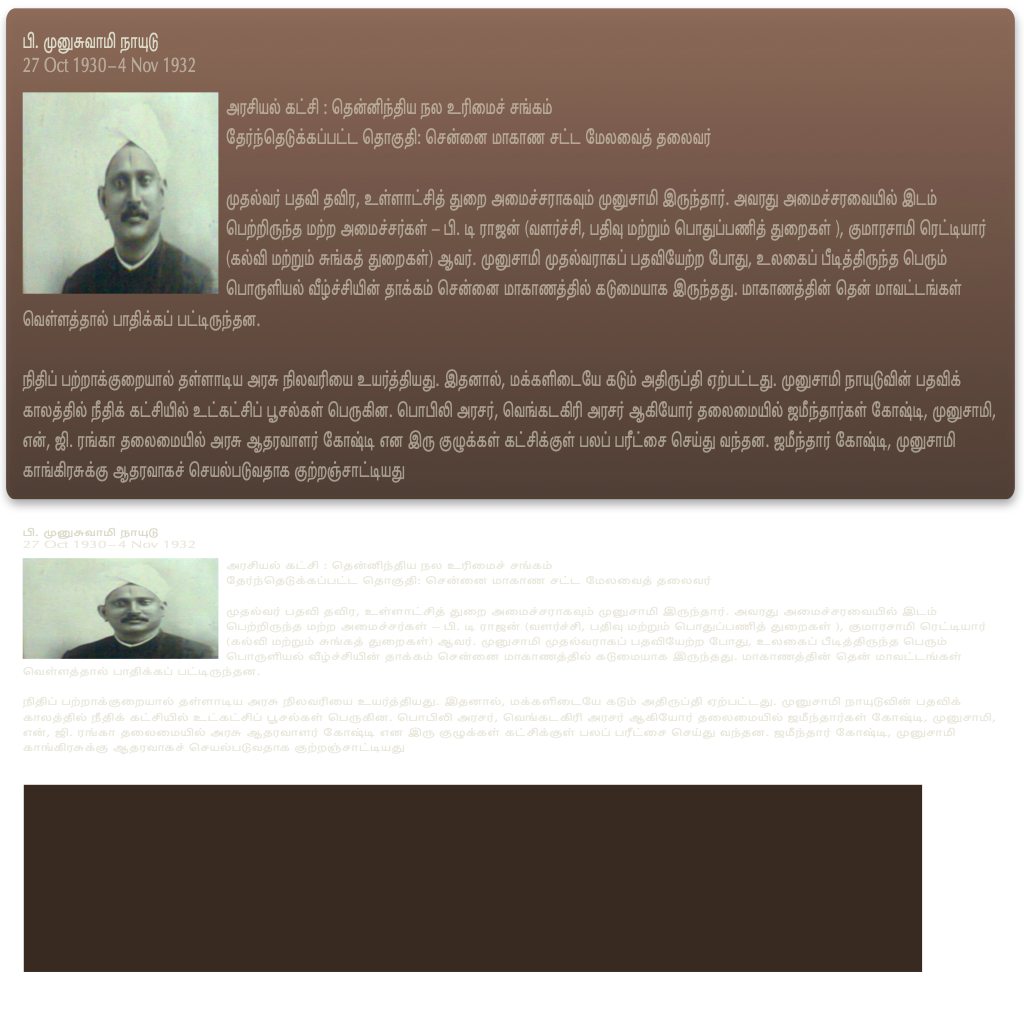 பி. முனுசுவாமி நாயுடு
27 Oct 1930–4 Nov 1932
அரசியல் கட்சி : தென்னிந்திய நல உரிமைச் சங்கம்
தேர்ந்தெடுக்கப்பட்ட தொகுதி: சென்னை மாகாண சட்ட மேலவைத் தலைவர்
முதல்வர் பதவி தவிர, உள்ளாட்சித் துறை அமைச்சராகவும் முனுசாமி இருந்தார். அவரது அமைச்சரவையில் இடம்
பெற்றிருந்த மற்ற அமைச்சர்கள் – பி. டி ராஜன் (வளர்ச்சி, பதிவு மற்றும் பொதுப்பணித் துறைகள் ), குமாரசாமி ரெட்டியார்
(கல்வி மற்றும் சுங்கத் துறைகள்) ஆவர். முனுசாமி முதல்வராகப் பதவியேற்ற போது, உலகைப் பீடித்திருந்த பெரும்
பொருளியல் வீழ்ச்சியின் தாக்கம் சென்னை மாகாணத்தில் கடுமையாக இருந்தது. மாகாணத்தின் தென் மாவட்டங்கள்
வெள்ளத்தால் பாதிக்கப் பட்டிருந்தன.
நிதிப் பற்றாக்குறையால் தள்ளாடிய அரசு நிலவரியை உயர்த்தியது. இதனால், மக்களிடையே கடும் அதிருப்தி ஏற்பட்டது. முனுசாமி நாயுடுவின் பதவிக்
காலத்தில் நீதிக் கட்சியில் உட்கட்சிப் பூசல்கள் பெருகின. பொபிலி அரசர், வெங்கடகிரி அரசர் ஆகியோர் தலைமையில் ஜமீந்தார்கள் கோஷ்டி, முனுசாமி,
என், ஜி. ரங்கா தலைமையில் அரசு ஆதரவாளர் கோஷ்டி என இரு குழுக்கள் கட்சிக்குள் பலப் பரீட்சை செய்து வந்தன. ஜமீந்தார் கோஷ்டி, முனுசாமி
காங்கிரசுக்கு ஆதரவாகச் செயல்படுவதாக குற்றஞ்சாட்டியது
பி. முனுசுவாமி நாயுடு
27 Oct 1930–4 Nov 1932
அரசியல் கட்சி : தென்னிந்திய நல உரிமைச் சங்கம்
தேர்ந்தெடுக்கப்பட்ட தொகுதி: சென்னை மாகாண சட்ட மேலவைத் தலைவர்
முதல்வர் பதவி தவிர, உள்ளாட்சித் துறை அமைச்சராகவும் முனுசாமி இருந்தார். அவரது அமைச்சரவையில் இடம்
பெற்றிருந்த மற்ற அமைச்சர்கள் – பி. டி ராஜன் (வளர்ச்சி, பதிவு மற்றும் பொதுப்பணித் துறைகள் ), குமாரசாமி ரெட்டியார்
(கல்வி மற்றும் சுங்கத் துறைகள்) ஆவர். முனுசாமி முதல்வராகப் பதவியேற்ற போது, உலகைப் பீடித்திருந்த பெரும்
பொருளியல் வீழ்ச்சியின் தாக்கம் சென்னை மாகாணத்தில் கடுமையாக இருந்தது. மாகாணத்தின் தென் மாவட்டங்கள்
வெள்ளத்தால் பாதிக்கப் பட்டிருந்தன.
நிதிப் பற்றாக்குறையால் தள்ளாடிய அரசு நிலவரியை உயர்த்தியது. இதனால், மக்களிடையே கடும் அதிருப்தி ஏற்பட்டது. முனுசாமி நாயுடுவின் பதவிக்
காலத்தில் நீதிக் கட்சியில் உட்கட்சிப் பூசல்கள் பெருகின. பொபிலி அரசர், வெங்கடகிரி அரசர் ஆகியோர் தலைமையில் ஜமீந்தார்கள் கோஷ்டி, முனுசாமி,
என், ஜி. ரங்கா தலைமையில் அரசு ஆதரவாளர் கோஷ்டி என இரு குழுக்கள் கட்சிக்குள் பலப் பரீட்சை செய்து வந்தன. ஜமீந்தார் கோஷ்டி, முனுசாமி
காங்கிரசுக்கு ஆதரவாகச் செயல்படுவதாக குற்றஞ்சாட்டியது